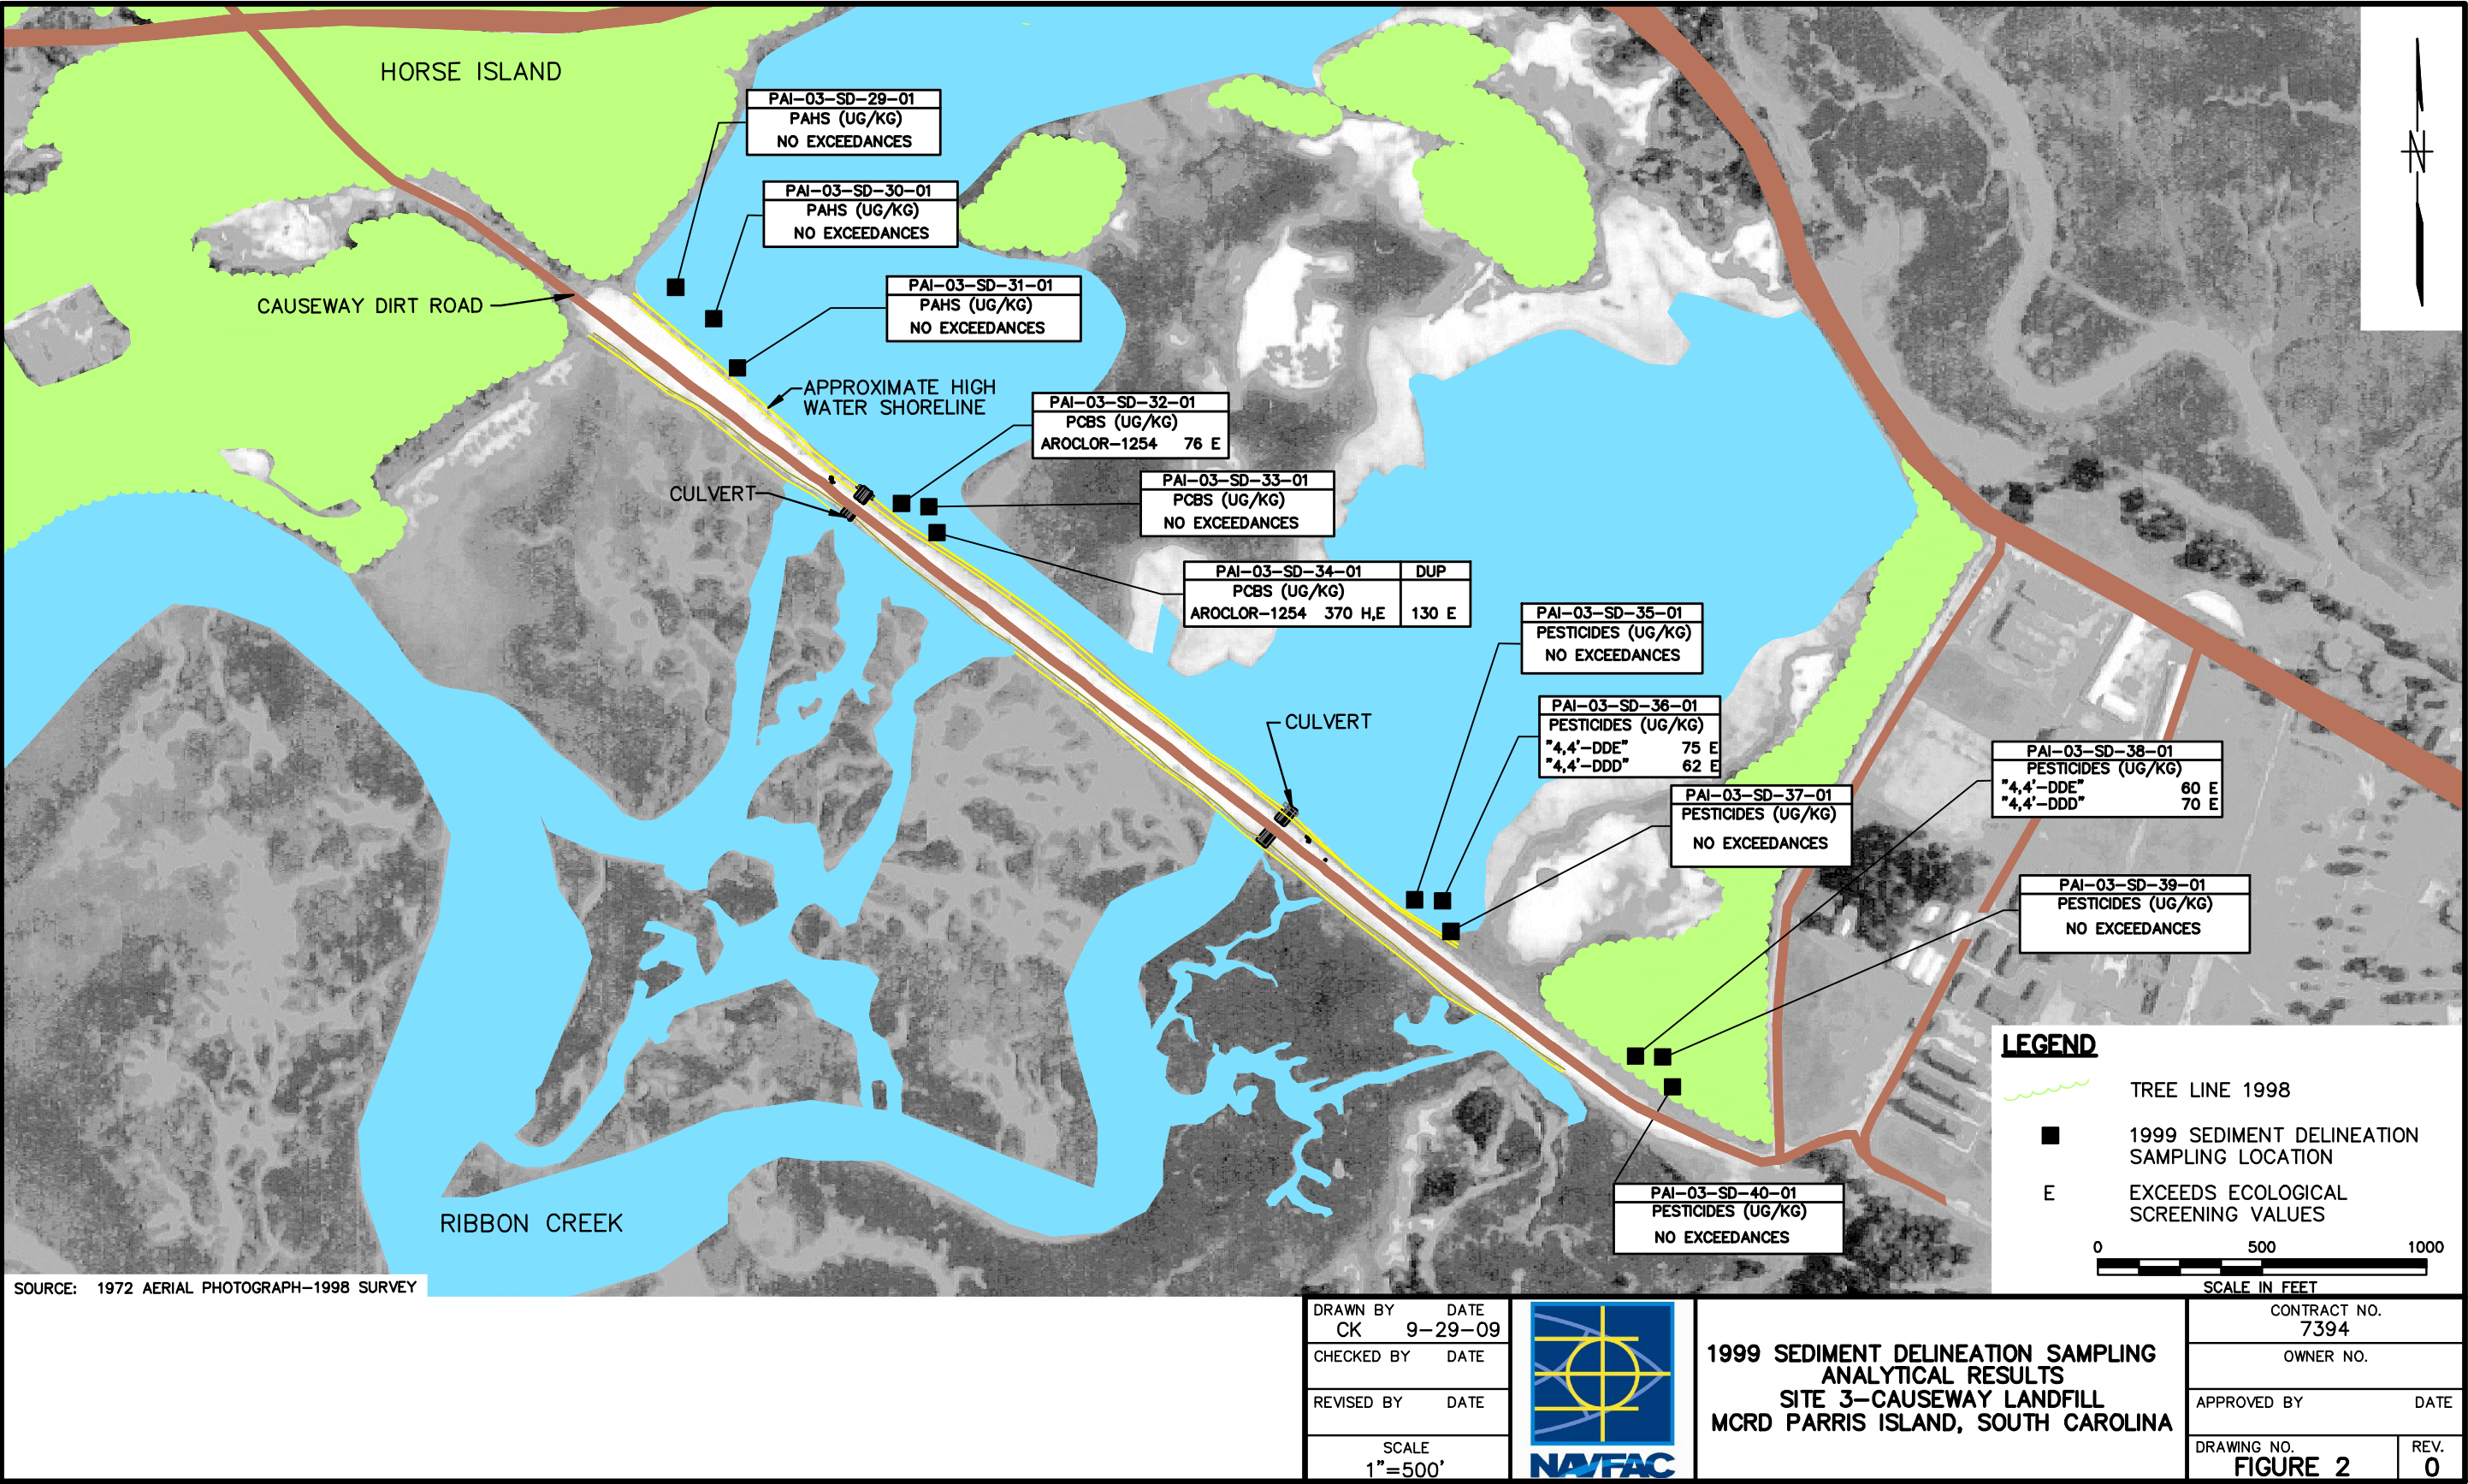 HORSE ISLAND
PAI-03-SD-29-01
PAHS (UG/KG)
NO EXCEEDANCES
PAI-03-SD-30-01
PAHS (UG/KG)
NO EXCEEDANCES
PAI-03-SD-31-01
PAHS (UG/KG)
NO EXCEEDANCES
CAUSEWAY DIRT ROAD
APPROXIMATE HIGH
WATER SHORELINE
PAI-03-SD-32-01
PCBS (UG/KG)
AROCLOR-1254 76 E
CULVERT
PAI-03-SD-33-01
PCBS (UG/KG)
NO EXCEEDANCES
PAI-03-SD-34-01 DUP
PCBS (UG/KG)
AROCLOR-1254 370 H,E 130 E
PAI-03-SD-35-01
PESTICIDES (UG/KG)
NO EXCEEDANCES
CULVERT
PAI-03-SD-36-01
PESTICIDES (UG/KG)
"4,4'-DDE" 75 E
"4,4'-DDD" 62 E
PAI-03-SD-37-01
PESTICIDES (UG/KG)
NO EXCEEDANCES
PAI-03-SD-38-01
PESTICIDES (UG/KG)
"4,4'-DDE" 60 E
"4,4'-DDD" 70 E
PAI-03-SD-39-01
PESTICIDES (UG/KG)
NO EXCEEDANCES
PAI-03-SD-40-01
PESTICIDES (UG/KG)
NO EXCEEDANCES
RIBBON CREEK
N
LEGEND
TREE LINE 1998
1999 SEDIMENT DELINEATION
SAMPLING LOCATION
E EXCEEDS ECOLOGICAL
SCREENING VALUES
0 500 1000
SCALE IN FEET
SOURCE: 1972 AERIAL PHOTOGRAPH-1998 SURVEY
DRAWN BY DATE
CK 9-29-09
CHECKED BY DATE
REVISED BY DATE
SCALE
1"=500'
NAVFAC
1999 SEDIMENT DELINEATION SAMPLING
ANALYTICAL RESULTS
SITE 3-CAUSEWAY LANDFILL
MCRD PARRIS ISLAND, SOUTH CAROLINA
CONTRACT NO.
7394
OWNER NO.
APPROVED BY DATE
DRAWING NO. REV.
FIGURE 2 0